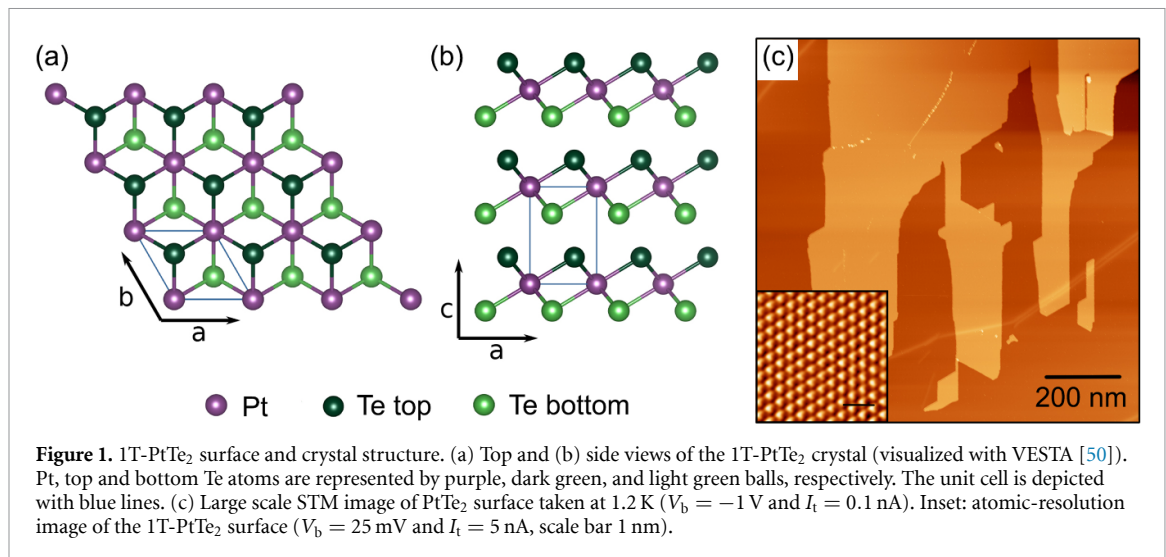 (a)
(b)
(c)
b
a
c
a
200 nm
Pt
Te top
Te bottom
Figure 1. 1T-PtTe₂ surface and crystal structure. (a) Top and (b) side views of the 1T-PtTe₂ crystal (visualized with VESTA [50]).
Pt, top and bottom Te atoms are represented by purple, dark green, and light green balls, respectively. The unit cell is depicted
with blue lines. (c) Large scale STM image of PtTe₂ surface taken at 1.2 K (V_b = −1 V and I_t = 0.1 nA). Inset: atomic-resolution
image of the 1T-PtTe₂ surface (V_b = 25 mV and I_t = 5 nA, scale bar 1 nm).